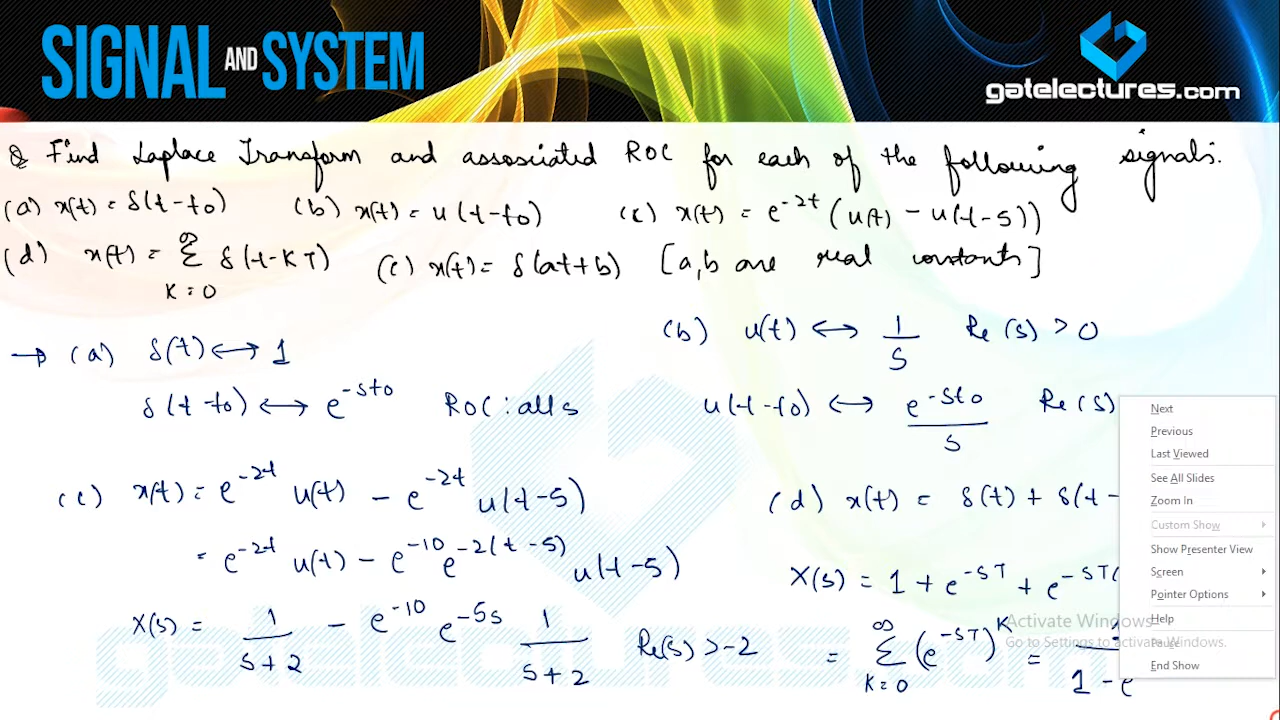 SIGNAL AND SYSTEM
gatelectures.com
Q Find Laplace Transform and associated ROC for each of the following signals.
(a) x(t) = δ(t-t0) (b) x(t) = u(t-t0) (c) x(t) = e^-2t (u(t) - u(t-5))
(d) x(t) = ∞ Σ K=0 δ(t-KT) (e) x(t) = δ(at+b) [a,b are real constants]
→ (a) δ(t) ↔ 1
δ(t-t0) ↔ e^-st0 ROC: all s
(b) u(t) ↔ 1/s Re(s) > 0
u(t-t0) ↔ e^-st0/s Re(s)
(c) x(t) = e^-2t u(t) - e^-2t u(t-5)
= e^-2t u(t) - e^-10 e^-2(t-5) u(t-5)
X(s) = 1/s+2 - e^-10 e^-5s 1/s+2 Re(s) > -2
(d) x(t) = δ(t) + δ(t-
X(s) = 1 + e^-sT + e^-sT(
= ∞ Σ K=0 (e^-sT)^K = 1/1-e
Next
Previous
Last Viewed
See All Slides
Zoom In
Custom Show
Show Presenter View
Screen
Pointer Options
Help
Pause
End Show
Activate Windows
Go to Settings to activate Windows.
gatelectures.com